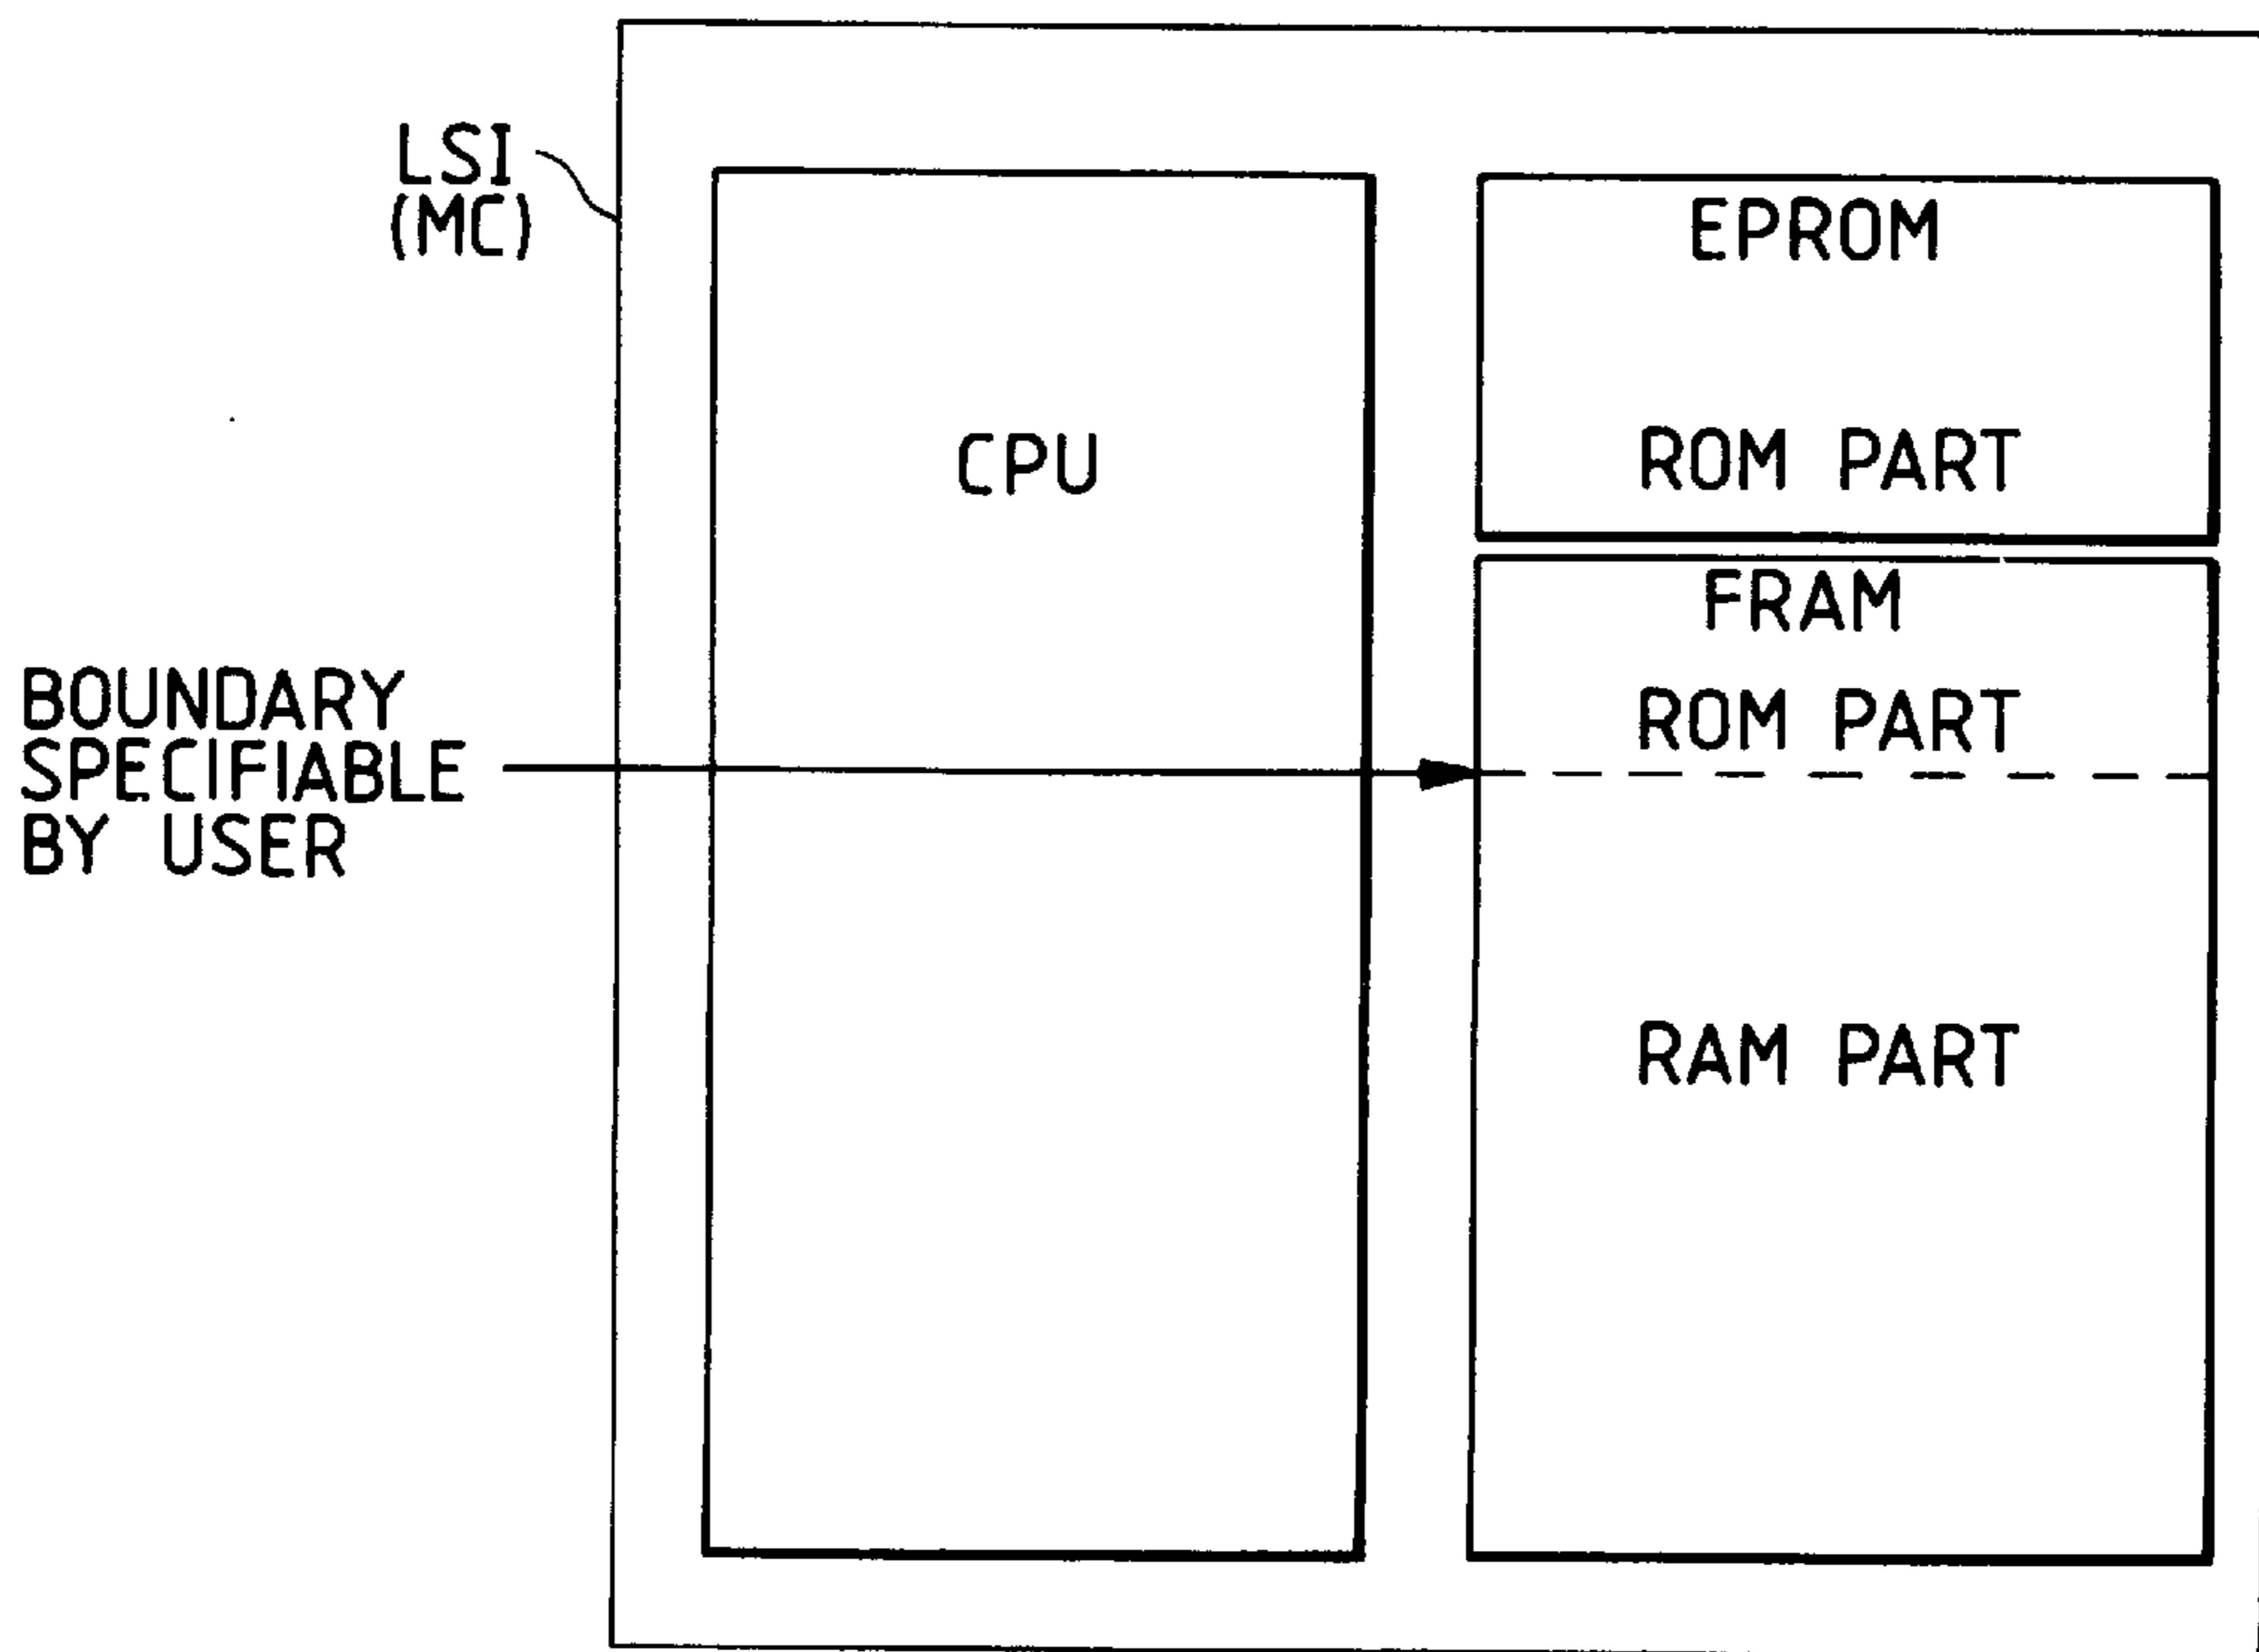 LSI
(MC)
CPU
EPROM
ROM PART
FRAM
ROM PART
BOUNDARY
SPECIFIABLE
BY USER
RAM PART